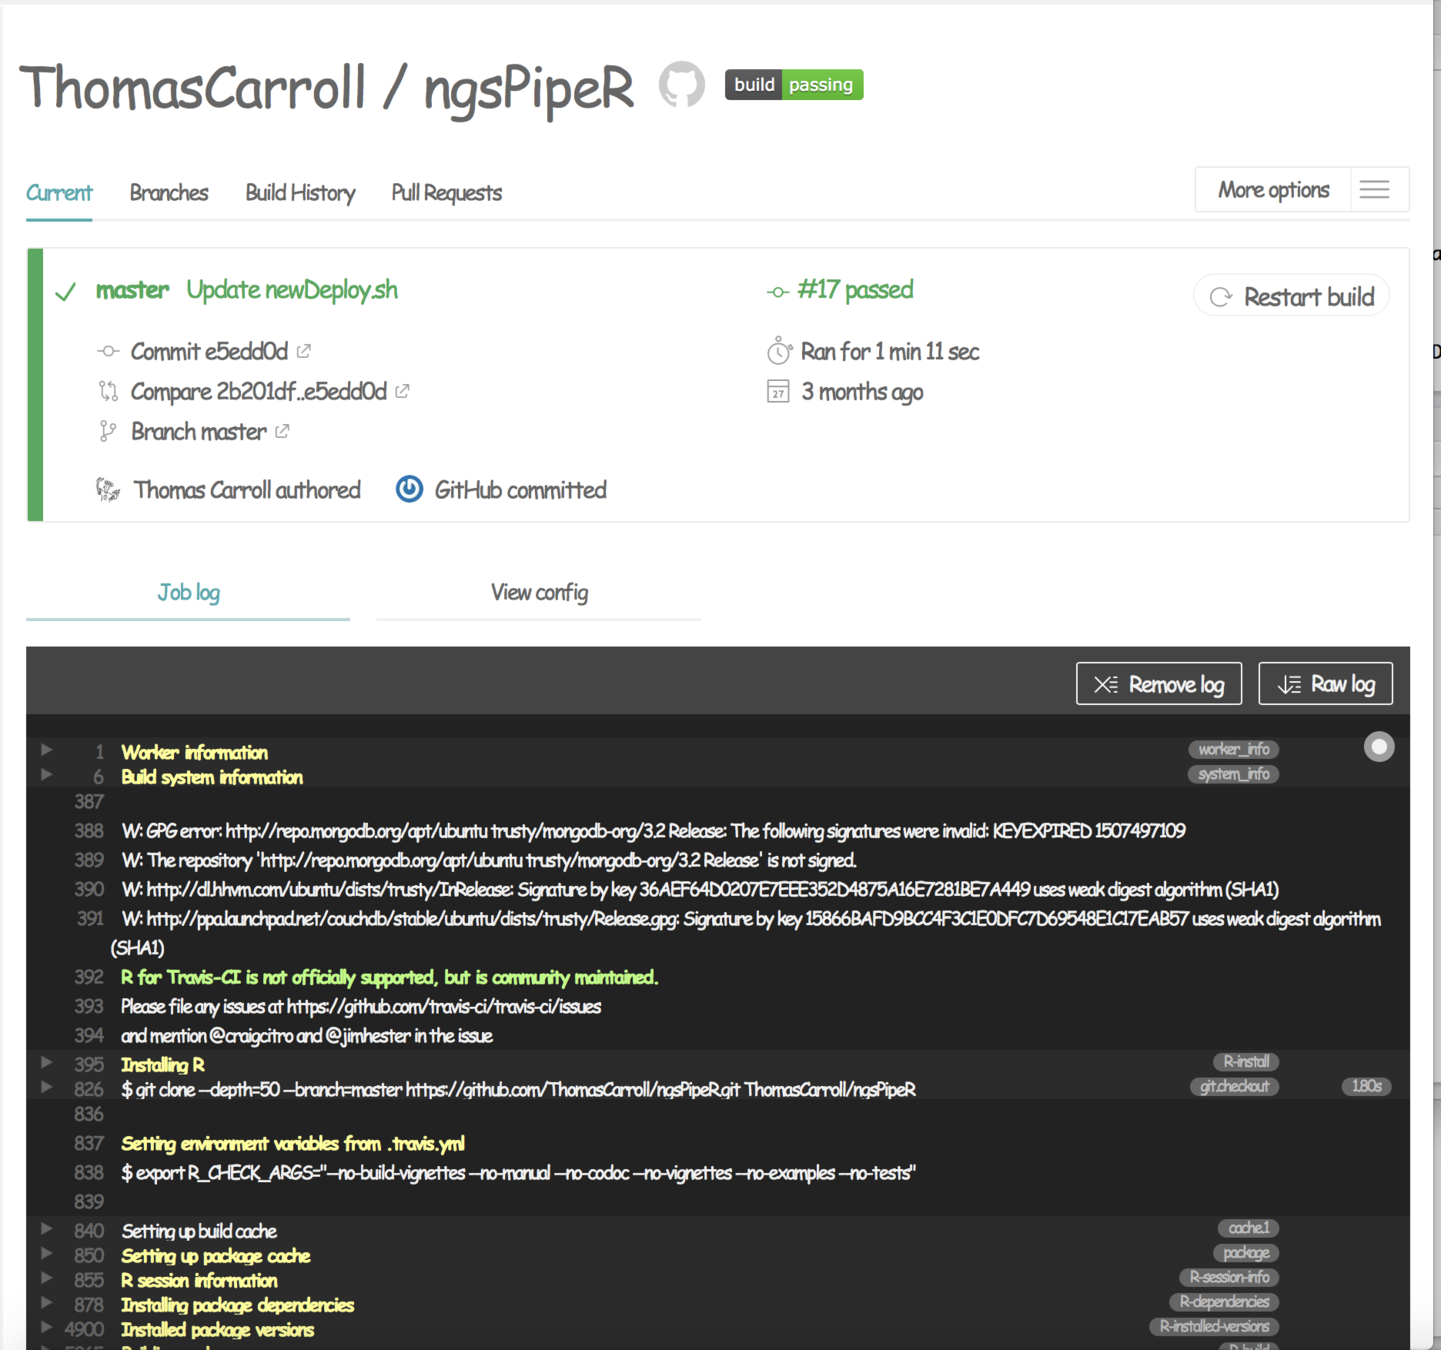 ThomasCarroll / ngsPipeR build passing
Current Branches Build History Pull Requests More options
master Update newDeploy.sh #17 passed Restart build
Commit e5edd0d Ran for 1 min 11 sec
Compare 2b201df..e5edd0d 27 3 months ago
Branch master
Thomas Carroll authored GitHub committed
Job log View config
Remove log Raw log
1 Worker information worker_info
6 Build system information system_info
387
388 W: GPG error: http://repo.mongodb.org/apt/ubuntu trusty/mongodb-org/3.2 Release: The following signatures were invalid: KEYEXPIRED 1507497109
389 W: The repository 'http://repo.mongodb.org/apt/ubuntu trusty/mongodb-org/3.2 Release' is not signed.
390 W: http://dl.hhvm.com/ubuntu/dists/trusty/InRelease: Signature by key 36AEF64D0207E7EEE352D4875A16E7281BE7A449 uses weak digest algorithm (SHA1)
391 W: http://ppa.launchpad.net/couchdb/stable/ubuntu/dists/trusty/Release.gpg: Signature by key 15866BAFD9BCC4F3C1E0DFC7D69548E1C17EAB57 uses weak digest algorithm
(SHA1)
392 R for Travis-CI is not officially supported, but is community maintained.
393 Please file any issues at https://github.com/travis-ci/travis-ci/issues
394 and mention @craigcitro and @jimhester in the issue
395 Installing R R-install
826 $ git clone --depth=50 --branch=master https://github.com/ThomasCarroll/ngsPipeR.git ThomasCarroll/ngsPipeR git.checkout 1.80s
836
837 Setting environment variables from .travis.yml
838 $ export R_CHECK_ARGS="--no-build-vignettes --no-manual --no-codoc --no-vignettes --no-examples --no-tests"
839
840 Setting up build cache cache.1
850 Setting up package cache package
855 R session information R-session-info
878 Installing package dependencies R-dependencies
4900 Installed package versions R-installed-versions